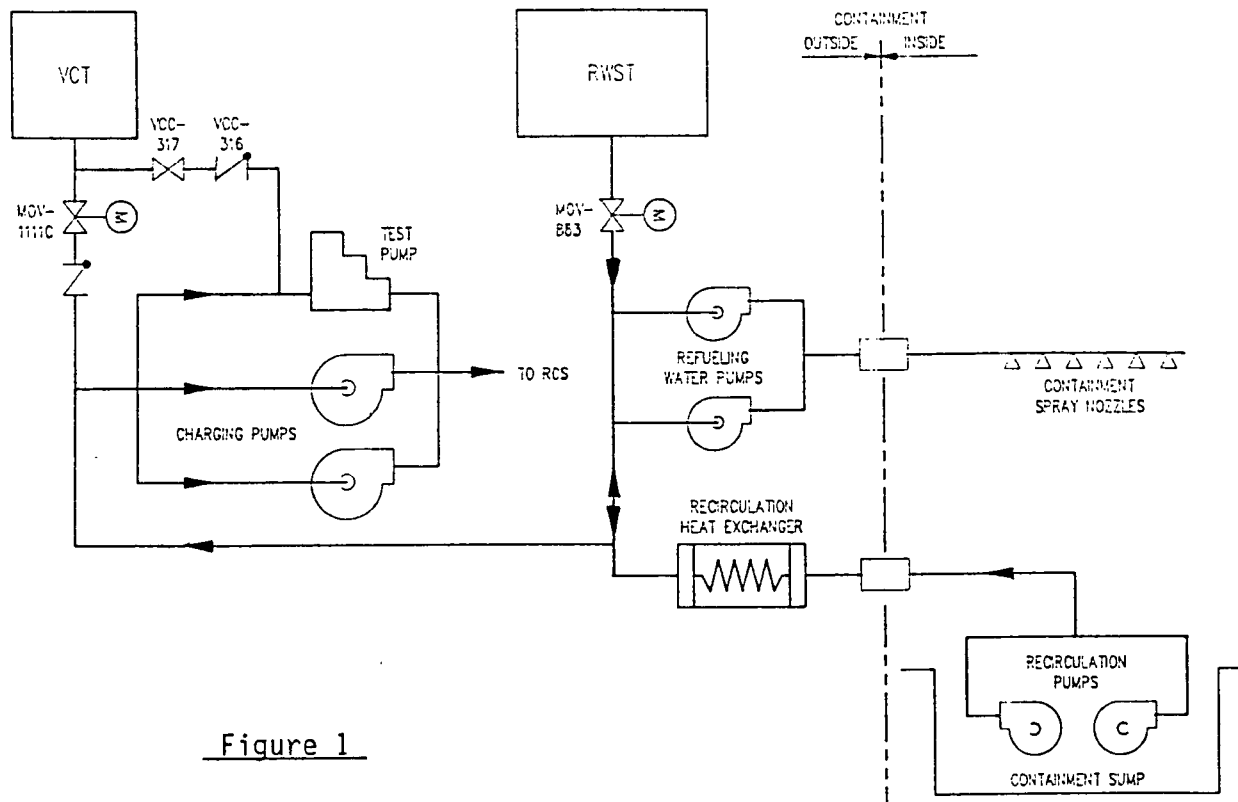 CONTAINMENT
OUTSIDE
INSIDE
VCT
RWST
VCC-
317
VCC-
316
MOV-
1111C
M
MOV-
883
M
TEST
PUMP
REFUELING
WATER PUMPS
TO RCS
CONTAINMENT
SPRAY NOZZLES
CHARGING PUMPS
RECIRCULATION
HEAT EXCHANGER
RECIRCULATION
PUMPS
CONTAINMENT SUMP
Figure 1